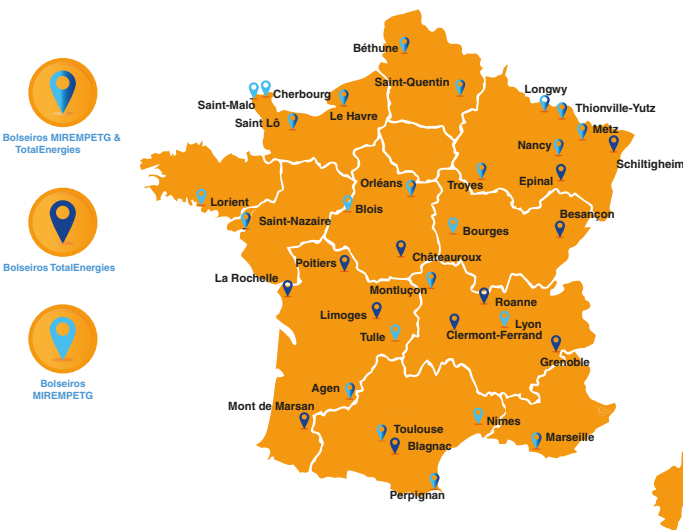 Bolseiros MIREMPETG &
TotalEnergies
Bolseiros TotalEnergies
Bolseiros
MIREMPETG
Béthune
Saint-Quentin
Longwy
Thionville-Yutz
Cherbourg
Saint-Malo
Le Havre
Saint Lô
Metz
Nancy
Schiltigheim
Epinal
Troyes
Orléans
Lorient
Blois
Saint-Nazaire
Besançon
Bourges
Châteauroux
Poitiers
La Rochelle
Montluçon
Roanne
Limoges
Lyon
Tulle
Clermont-Ferrand
Grenoble
Agen
Mont de Marsan
Nimes
Toulouse
Marseille
Blagnac
Perpignan